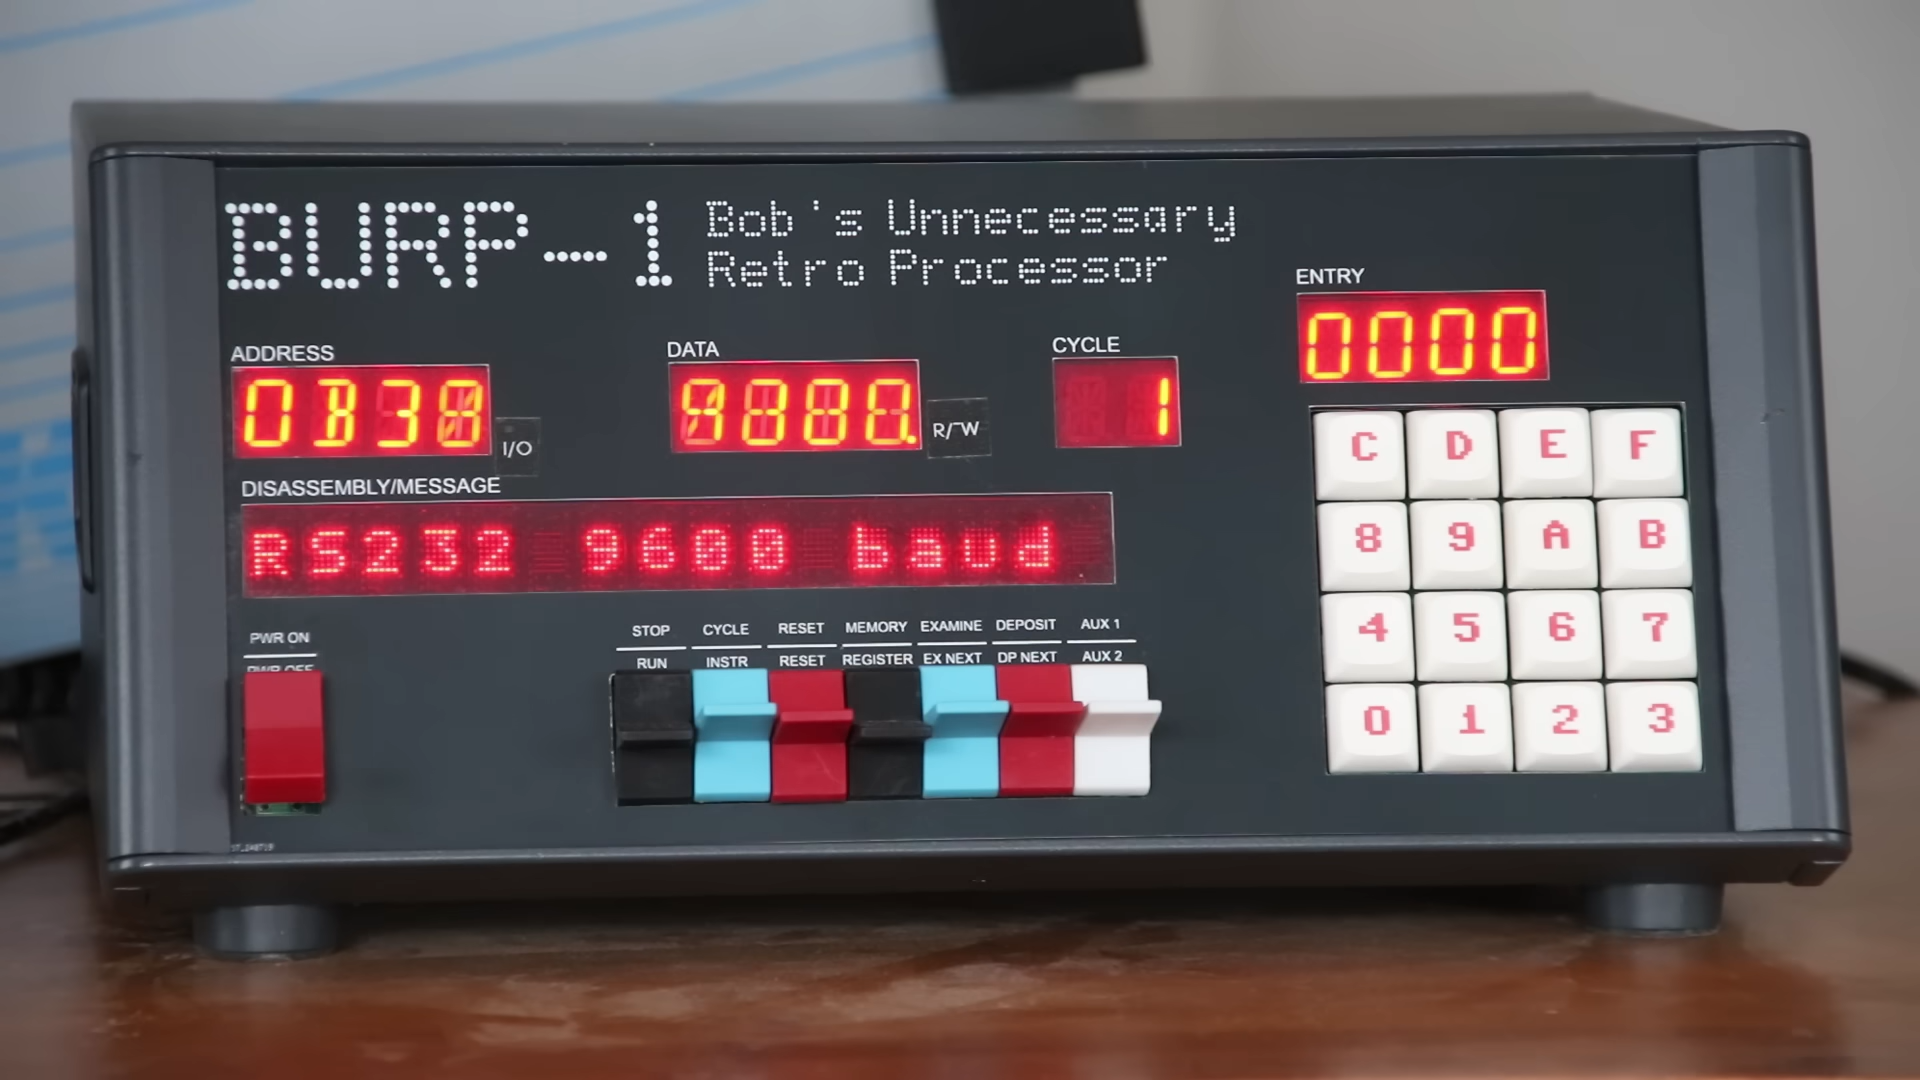 BURP-1
Bob's Unnecessary
Retro Processor
ENTRY
0000
ADDRESS
DATA
CYCLE
1
I/O
R/~W
DISASSEMBLY/MESSAGE
RS232 9600 baud
PWR ON
PWR OFF
STOP CYCLE RESET MEMORY EXAMINE DEPOSIT AUX 1
RUN INSTR RESET REGISTER EX NEXT DP NEXT AUX 2
C D E F
8 9 A B
4 5 6 7
0 1 2 3